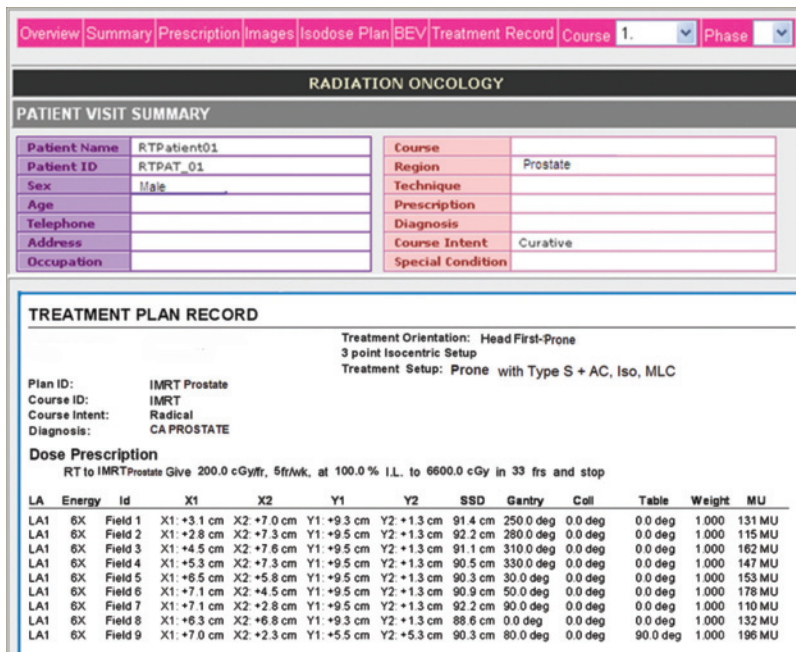 Overview Summary Prescription Images Isodose Plan BEV Treatment Record Course 1. Phase
RADIATION ONCOLOGY
PATIENT VISIT SUMMARY
Patient Name RTPatient01 Course
Patient ID RTPAT_01 Region Prostate
Sex Male Technique
Age Prescription
Telephone Diagnosis
Address Course Intent Curative
Occupation Special Condition
TREATMENT PLAN RECORD
Treatment Orientation: Head First-Prone
3 point Isocentric Setup
Treatment Setup: Prone with Type S + AC, Iso, MLC
Plan ID: IMRT Prostate
Course ID: IMRT
Course Intent: Radical
Diagnosis: CA PROSTATE
Dose Prescription
RT to IMRT Prostate Give 200.0 cGy/fr, 5fr/wk, at 100.0 % I.L. to 6600.0 cGy in 33 frs and stop
LA Energy Id X1 X2 Y1 Y2 SSD Gantry Coll Table Weight MU
LA1 6X Field 1 X1: +3.1 cm X2: +7.0 cm Y1: +9.3 cm Y2: +1.3 cm 91.4 cm 250.0 deg 0.0 deg 0.0 deg 1.000 131 MU
LA1 6X Field 2 X1: +2.8 cm X2: +7.3 cm Y1: +9.5 cm Y2: +1.3 cm 92.2 cm 280.0 deg 0.0 deg 0.0 deg 1.000 115 MU
LA1 6X Field 3 X1: +4.5 cm X2: +7.6 cm Y1: +9.5 cm Y2: +1.3 cm 91.1 cm 310.0 deg 0.0 deg 0.0 deg 1.000 162 MU
LA1 6X Field 4 X1: +5.3 cm X2: +7.3 cm Y1: +9.5 cm Y2: +1.3 cm 90.5 cm 330.0 deg 0.0 deg 0.0 deg 1.000 147 MU
LA1 6X Field 5 X1: +6.5 cm X2: +5.8 cm Y1: +9.5 cm Y2: +1.3 cm 90.3 cm 30.0 deg 0.0 deg 0.0 deg 1.000 153 MU
LA1 6X Field 6 X1: +7.1 cm X2: +4.5 cm Y1: +9.5 cm Y2: +1.3 cm 90.9 cm 50.0 deg 0.0 deg 0.0 deg 1.000 178 MU
LA1 6X Field 7 X1: +7.1 cm X2: +2.8 cm Y1: +9.5 cm Y2: +1.3 cm 92.2 cm 90.0 deg 0.0 deg 0.0 deg 1.000 110 MU
LA1 6X Field 8 X1: +6.3 cm X2: +6.8 cm Y1: +9.3 cm Y2: +1.3 cm 88.6 cm 0.0 deg 0.0 deg 0.0 deg 1.000 132 MU
LA1 6X Field 9 X1: +7.0 cm X2: +2.3 cm Y1: +5.5 cm Y2: +5.3 cm 90.3 cm 80.0 deg 0.0 deg 90.0 deg 1.000 196 MU